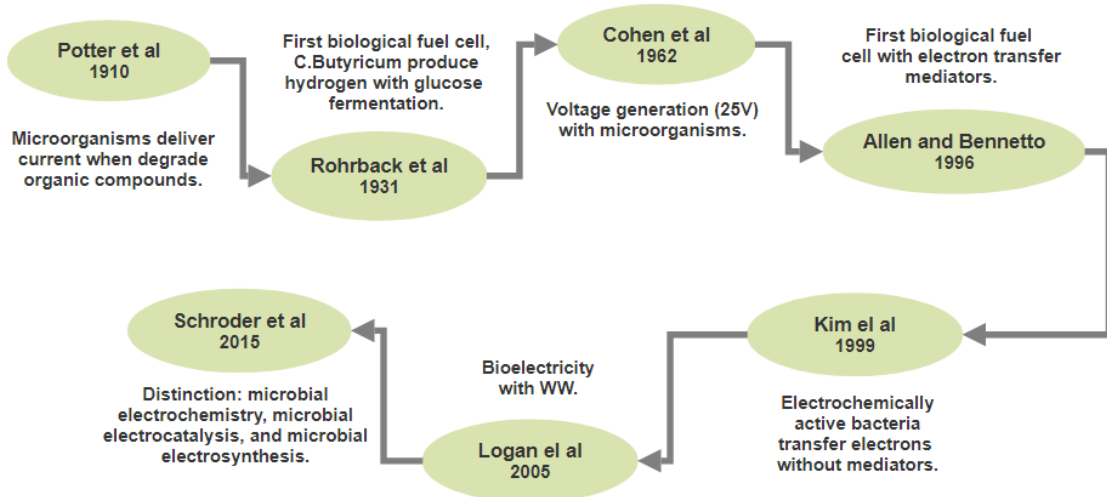 Potter et al
1910
Microorganisms deliver
current when degrade
organic compounds.
First biological fuel cell,
C.Butyricum produce
hydrogen with glucose
fermentation.
Rohrback et al
1931
Cohen et al
1962
Voltage generation (25V)
with microorganisms.
First biological fuel
cell with electron transfer
mediators.
Allen and Bennetto
1996
Kim el al
1999
Electrochemically
active bacteria
transfer electrons
without mediators.
Bioelectricity
with WW.
Logan el al
2005
Schroder et al
2015
Distinction: microbial
electrochemistry, microbial
electrocatalysis, and microbial
electrosynthesis.